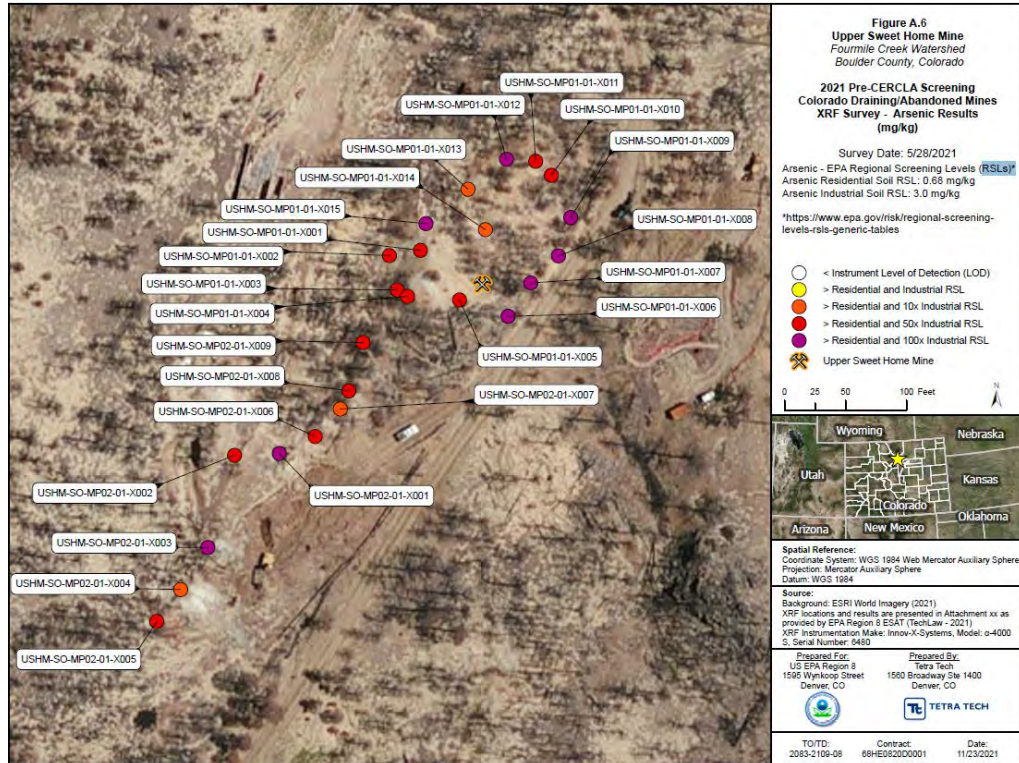 USHM-SO-MP01-01-X011
USHM-SO-MP01-01-X012
USHM-SO-MP01-01-X010
USHM-SO-MP01-01-X009
USHM-SO-MP01-01-X013
USHM-SO-MP01-01-X014
USHM-SO-MP01-01-X015
USHM-SO-MP01-01-X008
USHM-SO-MP01-01-X001
USHM-SO-MP01-01-X002
USHM-SO-MP01-01-X007
USHM-SO-MP01-01-X003
USHM-SO-MP01-01-X004
USHM-SO-MP01-01-X006
USHM-SO-MP02-01-X009
USHM-SO-MP01-01-X005
USHM-SO-MP02-01-X008
USHM-SO-MP02-01-X007
USHM-SO-MP02-01-X006
USHM-SO-MP02-01-X002
USHM-SO-MP02-01-X001
USHM-SO-MP02-01-X003
USHM-SO-MP02-01-X004
USHM-SO-MP02-01-X005
Figure A.6
Upper Sweet Home Mine
Fourmile Creek Watershed
Boulder County, Colorado
2021 Pre-CERCLA Screening
Colorado Draining/Abandoned Mines
XRF Survey - Arsenic Results
(mg/kg)
Survey Date: 5/28/2021
Arsenic - EPA Regional Screening Levels (RSLs)*
Arsenic Residential Soil RSL: 0.68 mg/kg
Arsenic Industrial Soil RSL: 3.0 mg/kg
*https://www.epa.gov/risk/regional-screening-
levels-rsls-generic-tables
< Instrument Level of Detection (LOD)
> Residential and Industrial RSL
> Residential and 10x Industrial RSL
> Residential and 50x Industrial RSL
> Residential and 100x Industrial RSL
Upper Sweet Home Mine
0 25 50 100 Feet
N
Wyoming
Nebraska
Utah
Kansas
Colorado
Oklahoma
Arizona
New Mexico
Spatial Reference:
Coordinate System: WGS 1984 Web Mercator Auxiliary Sphere
Projection: Mercator Auxiliary Sphere
Datum: WGS 1984
Source:
Background: ESRI World Imagery (2021)
XRF locations and results are presented in Attachment xx as
provided by EPA Region 8 ESAT (TechLaw - 2021)
XRF Instrumentation Make: Innov-X-Systems, Model: α-4000
S, Serial Number: 6480
Prepared For:
US EPA Region 8
1595 Wynkoop Street
Denver, CO
Prepared By:
Tetra Tech
1560 Broadway Ste 1400
Denver, CO
Tt TETRA TECH
TO/TD:
2083-2109-08
Contract:
68HE0820D0001
Date:
11/23/2021